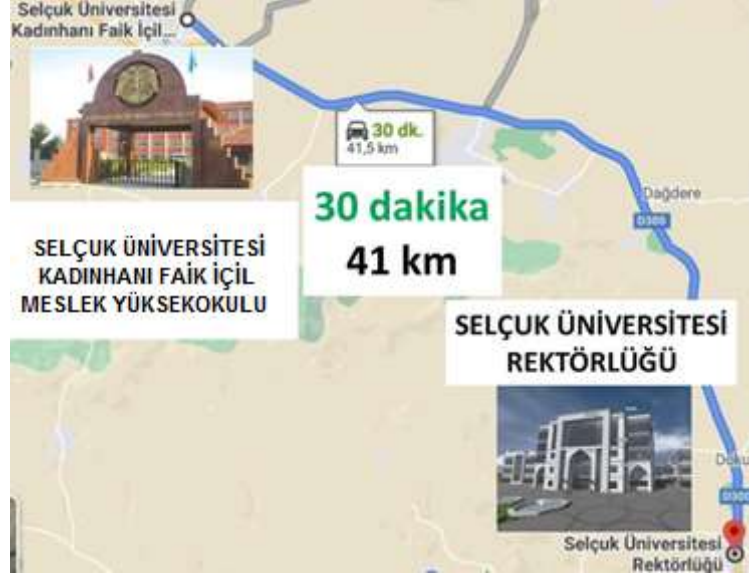 Selçuk Üniversitesi
Kadınhanı Faik İçil...
30 dk.
41,5 km
30 dakika
41 km
Dağdere
D300
SELÇUK ÜNİVERSİTESİ
KADINHANI FAİK İÇİL
MESLEK YÜKSEKOKULU
SELÇUK ÜNİVERSİTESİ
REKTÖRLÜĞÜ
D300
Selçuk Üniversitesi
Rektörlüğü